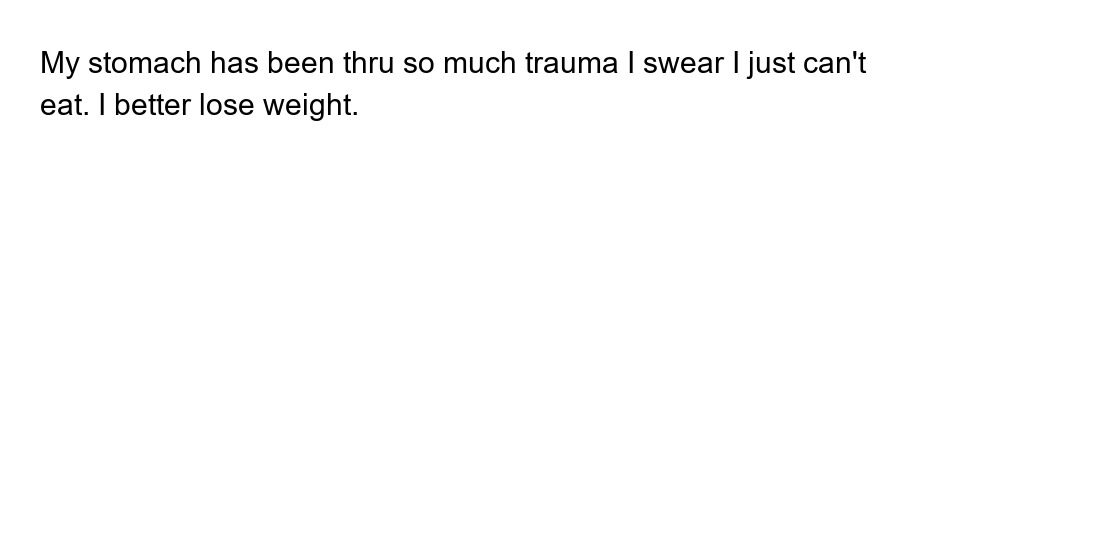 My stomach has been thru so much trauma I swear I just can't
eat. I better lose weight.